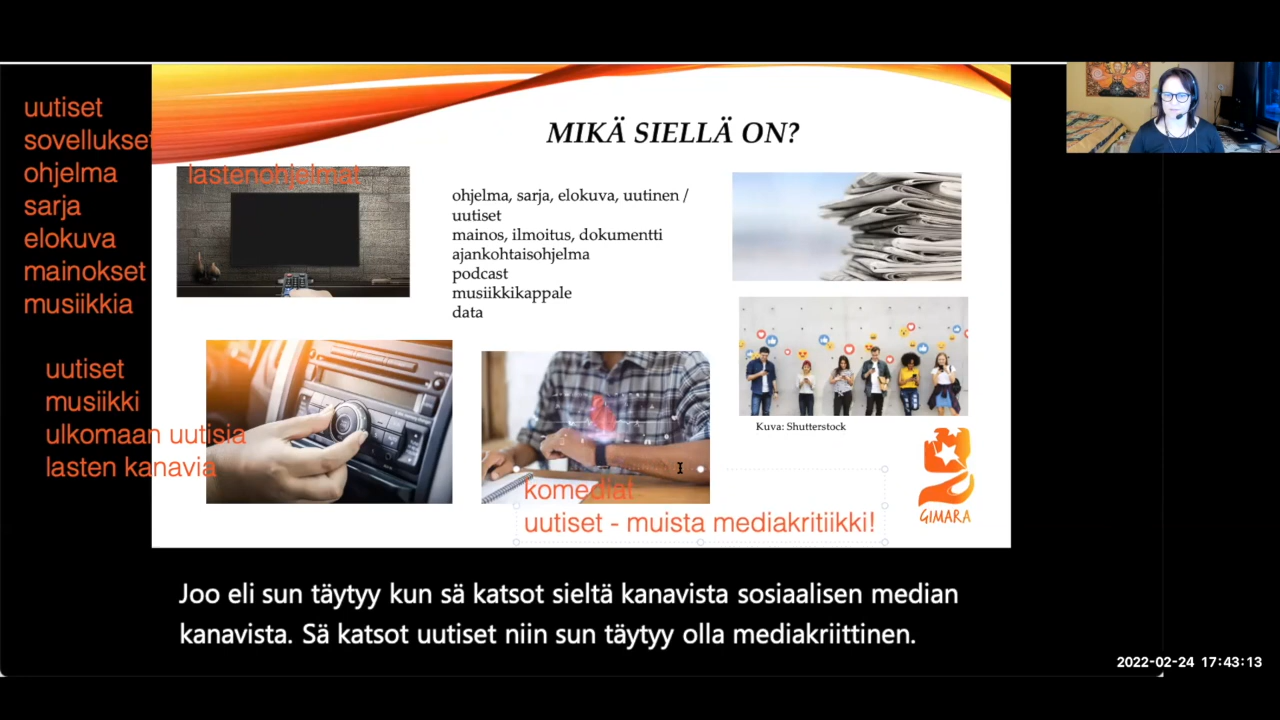 uutiset
sovellukset
ohjelma
sarja
elokuva
mainokset
musiikkia
uutiset
musiikki
ulkomaan uutisia
lasten kanavia
MIKÄ SIELLÄ ON?
lastenohjelmat
ohjelma, sarja, elokuva, uutinen /
uutiset
mainos, ilmoitus, dokumentti
ajankohtaisohjelma
podcast
musiikkikappale
data
Kuva: Shutterstock
GIMARA
komediat
uutiset - muista mediakritiikki!
Joo eli sun täytyy kun sä katsot sieltä kanavista sosiaalisen median
kanavista. Sä katsot uutiset niin sun täytyy olla mediakriittinen.
2022-02-24 17:43:13